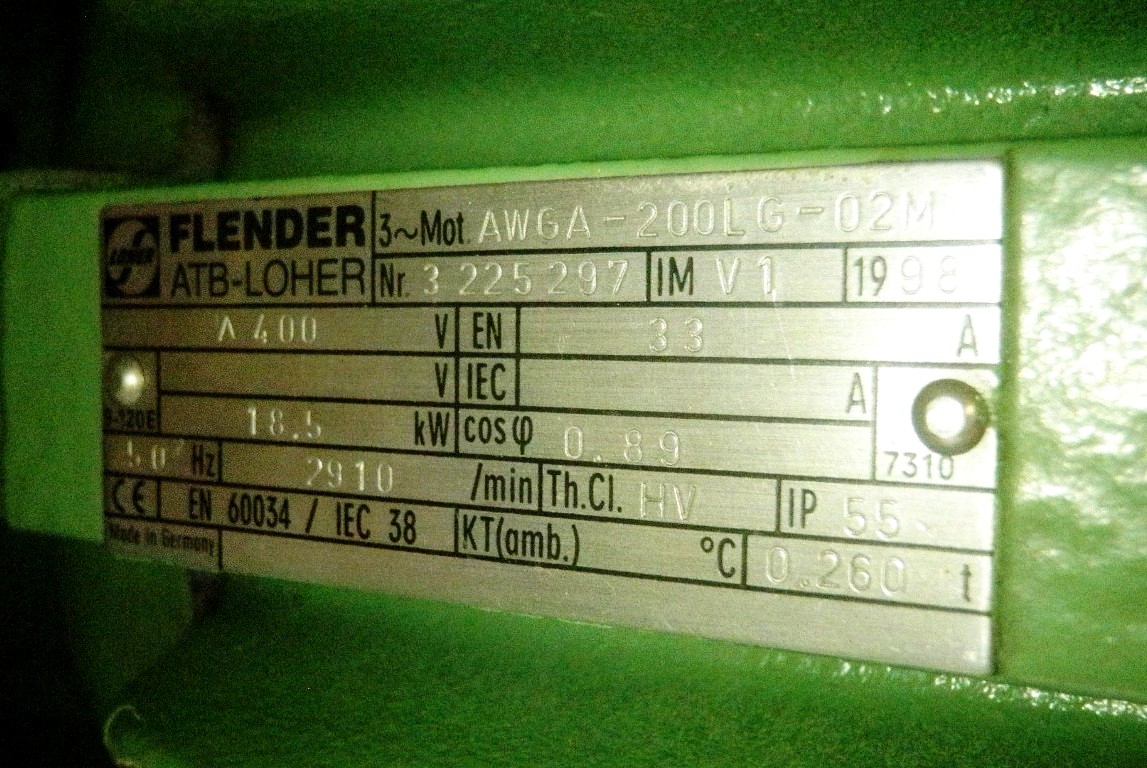 LOHER FLENDER 3~Mot. AWGA-200LG-02M
ATB-LOHER Nr. 3 225 297 IM V1 1998
Λ 400 V EN 33 A
V IEC A
18.5 kW cosφ 0.89 7310
50 Hz 2910 /min Th.Cl. HV IP 55
CE EN 60034 / IEC 38 KT(amb.) °C 0.260 t
Made in Germany